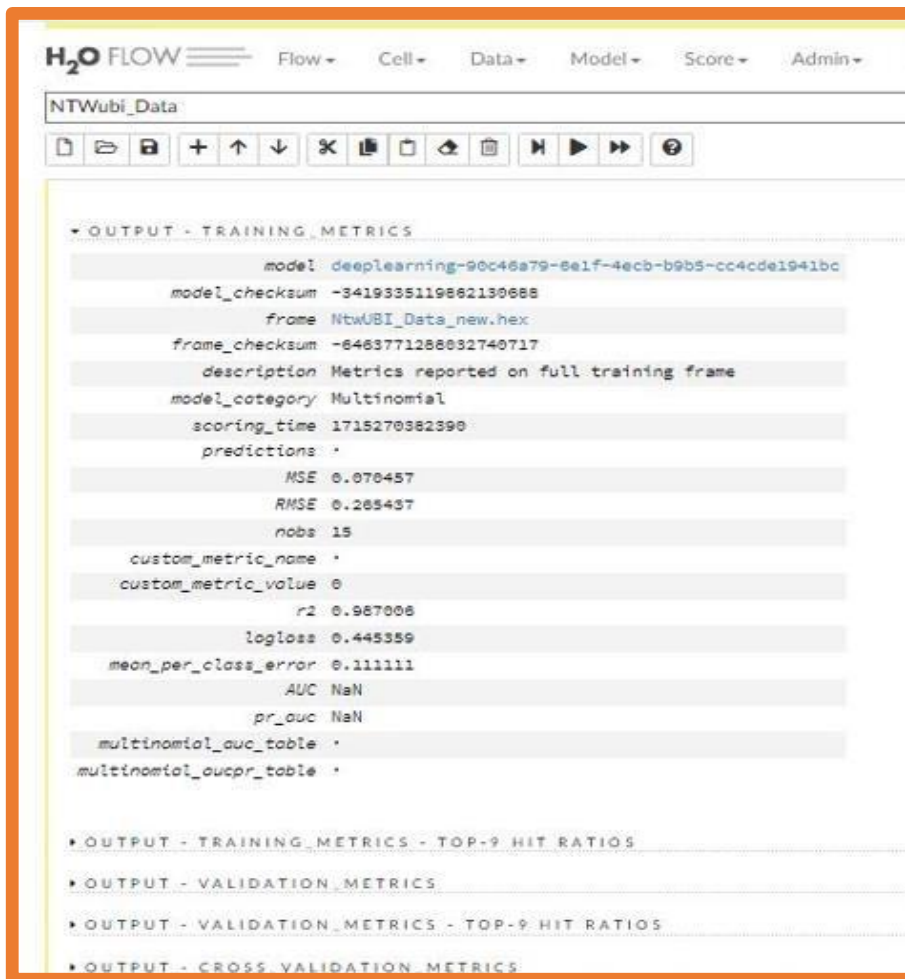 H2O FLOW Flow Cell Data Model Score Admin
NTWubi_Data
OUTPUT - TRAINING_METRICS
model deeplearning-90c46a79-6e1f-4ecb-b9b5-cc4cde1941bc
model_checksum -3419335119862130688
frame NtwUBI_Data_new.hex
frame_checksum -6463771288032740717
description Metrics reported on full training frame
model_category Multinomial
scoring_time 1715270382390
predictions ·
MSE 0.070457
RMSE 0.265437
nobs 15
custom_metric_name ·
custom_metric_value 0
r2 0.987006
logloss 0.445359
mean_per_class_error 0.111111
AUC NaN
pr_auc NaN
multinomial_auc_table ·
multinomial_aucpr_table ·
OUTPUT - TRAINING_METRICS - TOP-9 HIT RATIOS
OUTPUT - VALIDATION_METRICS
OUTPUT - VALIDATION_METRICS - TOP-9 HIT RATIOS
OUTPUT - CROSS_VALIDATION_METRICS